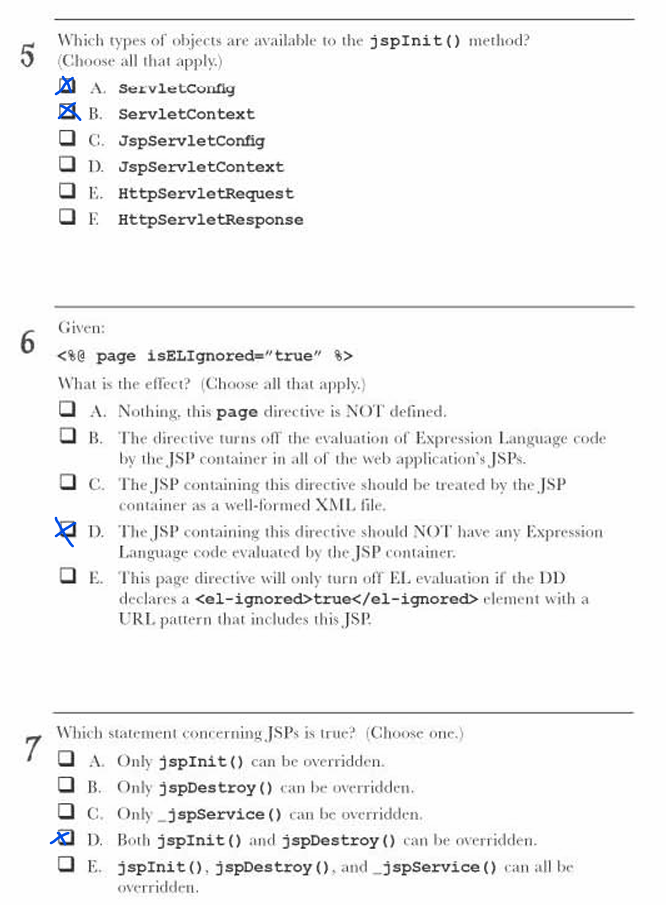 5
Which types of objects are available to the jspInit() method?
(Choose all that apply.)
A. ServletConfig
B. ServletContext
C. JspServletConfig
D. JspServletContext
E. HttpServletRequest
F. HttpServletResponse
6
Given:
<%@ page isELIgnored="true" %>
What is the effect? (Choose all that apply.)
A. Nothing, this page directive is NOT defined.
B. The directive turns off the evaluation of Expression Language code
by the JSP container in all of the web application's JSPs.
C. The JSP containing this directive should be treated by the JSP
container as a well-formed XML file.
D. The JSP containing this directive should NOT have any Expression
Language code evaluated by the JSP container.
E. This page directive will only turn off EL evaluation if the DD
declares a <el-ignored>true</el-ignored> element with a
URL pattern that includes this JSP.
7
Which statement concerning JSPs is true? (Choose one.)
A. Only jspInit() can be overridden.
B. Only jspDestroy() can be overridden.
C. Only _jspService() can be overridden.
D. Both jspInit() and jspDestroy() can be overridden.
E. jspInit(), jspDestroy(), and _jspService() can all be
overridden.